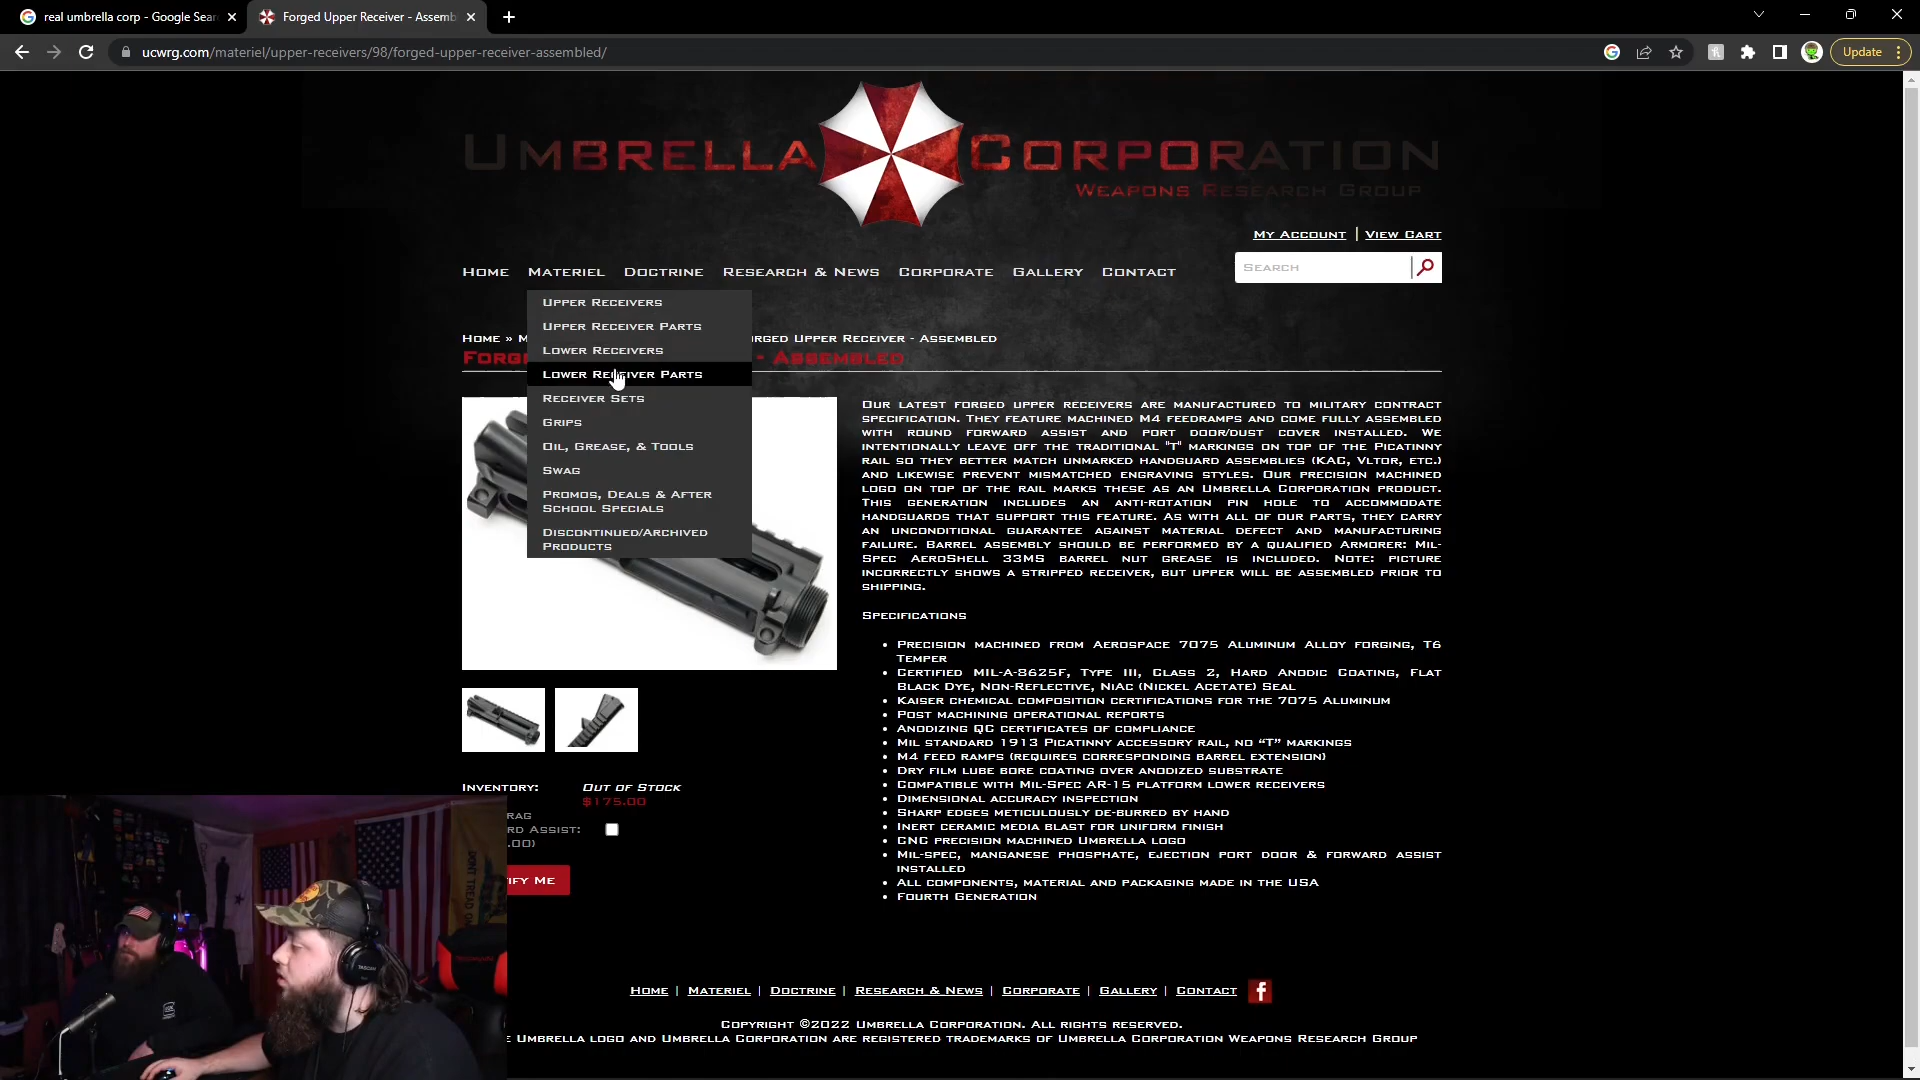 real umbrella corp - Google Sear
Forged Upper Receiver - Assemb
ucwrg.com/materiel/upper-receivers/98/forged-upper-receiver-assembled/
Update
Umbrella Corporation
Weapons Research Group
My Account | View Cart
Home Materiel Doctrine Research & News Corporate Gallery Contact
Search
Upper Receivers
Upper Receiver Parts
Lower Receivers
Lower Receiver Parts
Receiver Sets
Grips
Oil, Grease, & Tools
Swag
Promos, Deals & After
School Specials
Discontinued/Archived
Products
Home » M rged Upper Receiver - Assembled
Forg - Assembled
Our latest forged upper receivers are manufactured to military contract
specification. They feature machined M4 feedramps and come fully assembled
with round forward assist and port door/dust cover installed. We
intentionally leave off the traditional "T" markings on top of the Picatinny
rail so they better match unmarked handguard assemblies (KAC, Vltor, etc.)
and likewise prevent mismatched engraving styles. Our precision machined
logo on top of the rail marks these as an Umbrella Corporation product.
This generation includes an anti-rotation pin hole to accommodate
handguards that support this feature. As with all of our parts, they carry
an unconditional guarantee against material defect and manufacturing
failure. Barrel assembly should be performed by a qualified Armorer: Mil-
Spec AeroShell 33MS barrel nut grease is included. Note: picture
incorrectly shows a stripped receiver, but upper will be assembled prior to
shipping.
Specifications
• Precision machined from Aerospace 7075 Aluminum Alloy forging, T6
Temper
• Certified MIL-A-8625F, Type III, Class 2, Hard Anodic Coating, Flat
Black Dye, Non-Reflective, NiAc (Nickel Acetate) Seal
• Kaiser chemical composition certifications for the 7075 Aluminum
• Post machining operational reports
• Anodizing QC certificates of compliance
• Mil standard 1913 Picatinny accessory rail, no “T” markings
• M4 feed ramps (requires corresponding barrel extension)
• Dry film lube bore coating over anodized substrate
• Compatible with Mil-Spec AR-15 platform lower receivers
• Dimensional accuracy inspection
• Sharp edges meticulously de-burred by hand
• Inert ceramic media blast for uniform finish
• CNC precision machined Umbrella logo
• Mil-spec, manganese phosphate, ejection port door & forward assist
installed
• All components, material and packaging made in the USA
• Fourth Generation
Inventory: Out of Stock
$175.00
rag
rd Assist:
.00)
ify Me
Home | Materiel | Doctrine | Research & News | Corporate | Gallery | Contact
Copyright ©2022 Umbrella Corporation. All rights reserved.
e Umbrella logo and Umbrella Corporation are registered trademarks of Umbrella Corporation Weapons Research Group